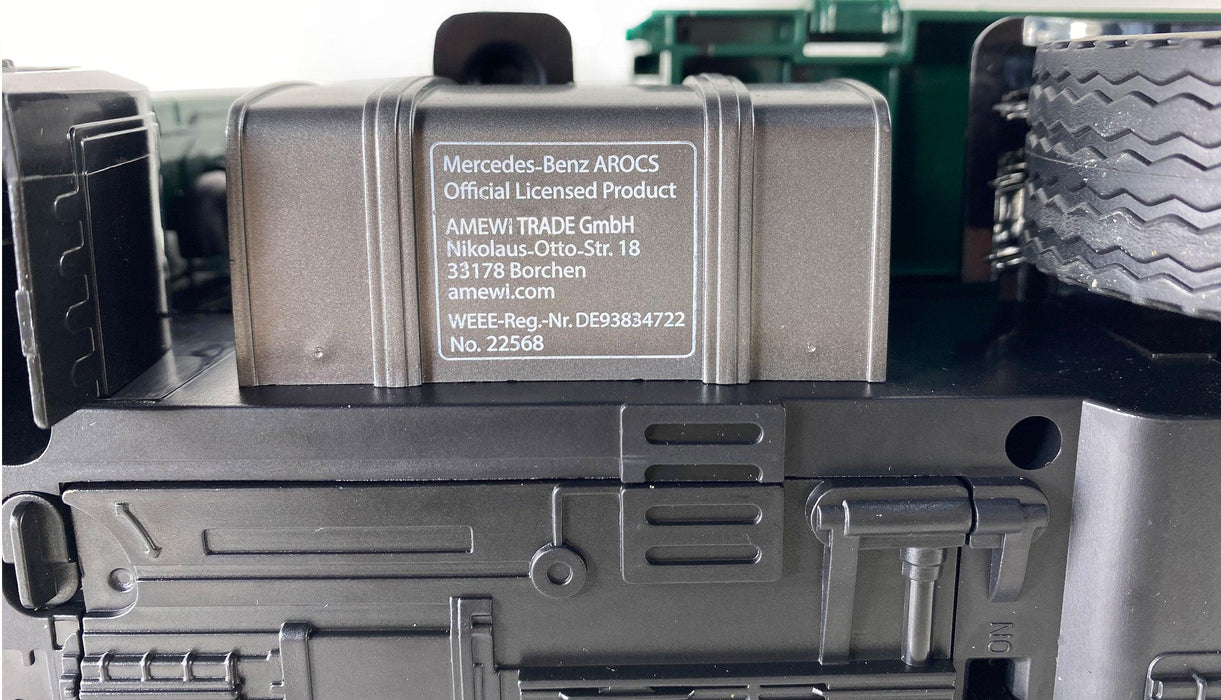 Mercedes-Benz AROCS
Official Licensed Product
AMEWI TRADE GmbH
Nikolaus-Otto-Str. 18
33178 Borchen
amewi.com
WEEE-Reg.-Nr. DE93834722
No. 22568
ON